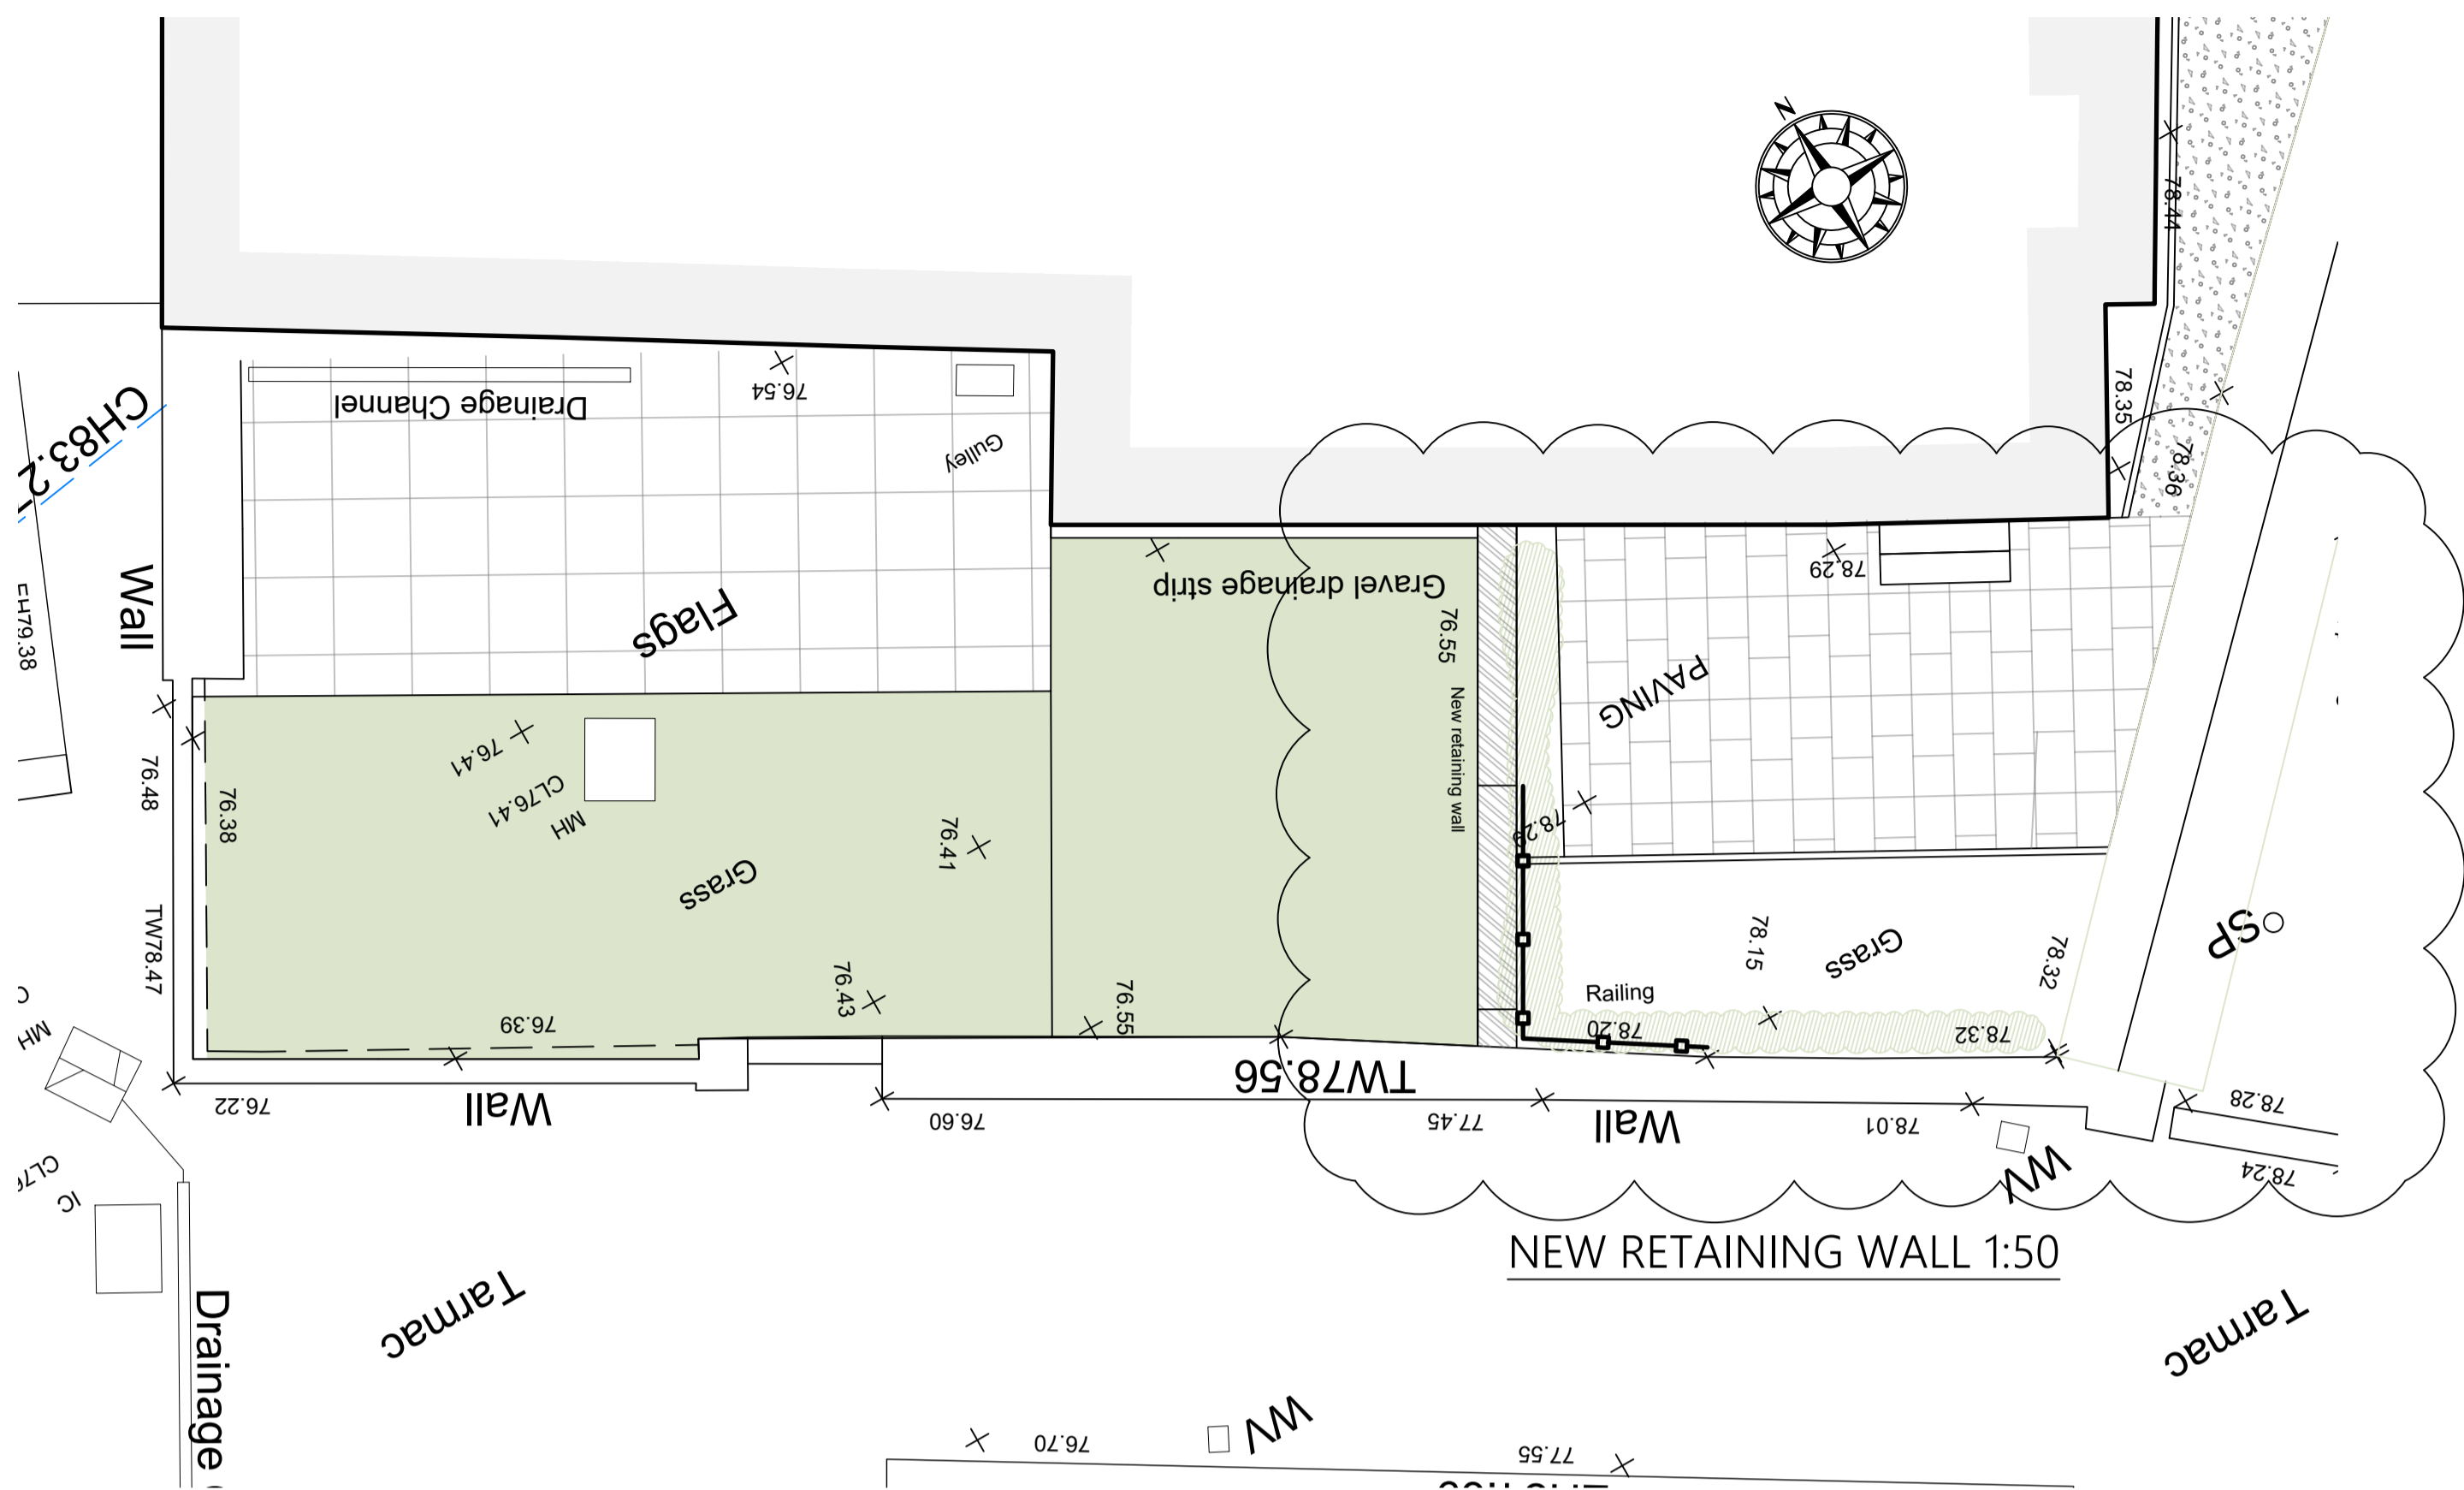 N
78.44
76.54
Drainage Channel
78.35
CH83.2
Gulley
78.36
Wall
EH79.38
Flags
Gravel drainage strip
78.29
76.55
PAVING
New retaining wall
76.41
76.48
CL76.41
76.38
MH
78.29
76.41
Grass
TW78.47
78.15
Grass
78.32
SP
76.43
Railing
76.55
76.39
78.20
78.32
MH
TW78.56
76.22
Wall
76.60
77.45
Wall
78.01
78.28
WV
78.24
IC
NEW RETAINING WALL 1:50
Tarmac
Drainage
Tarmac
WV
76.70
77.55